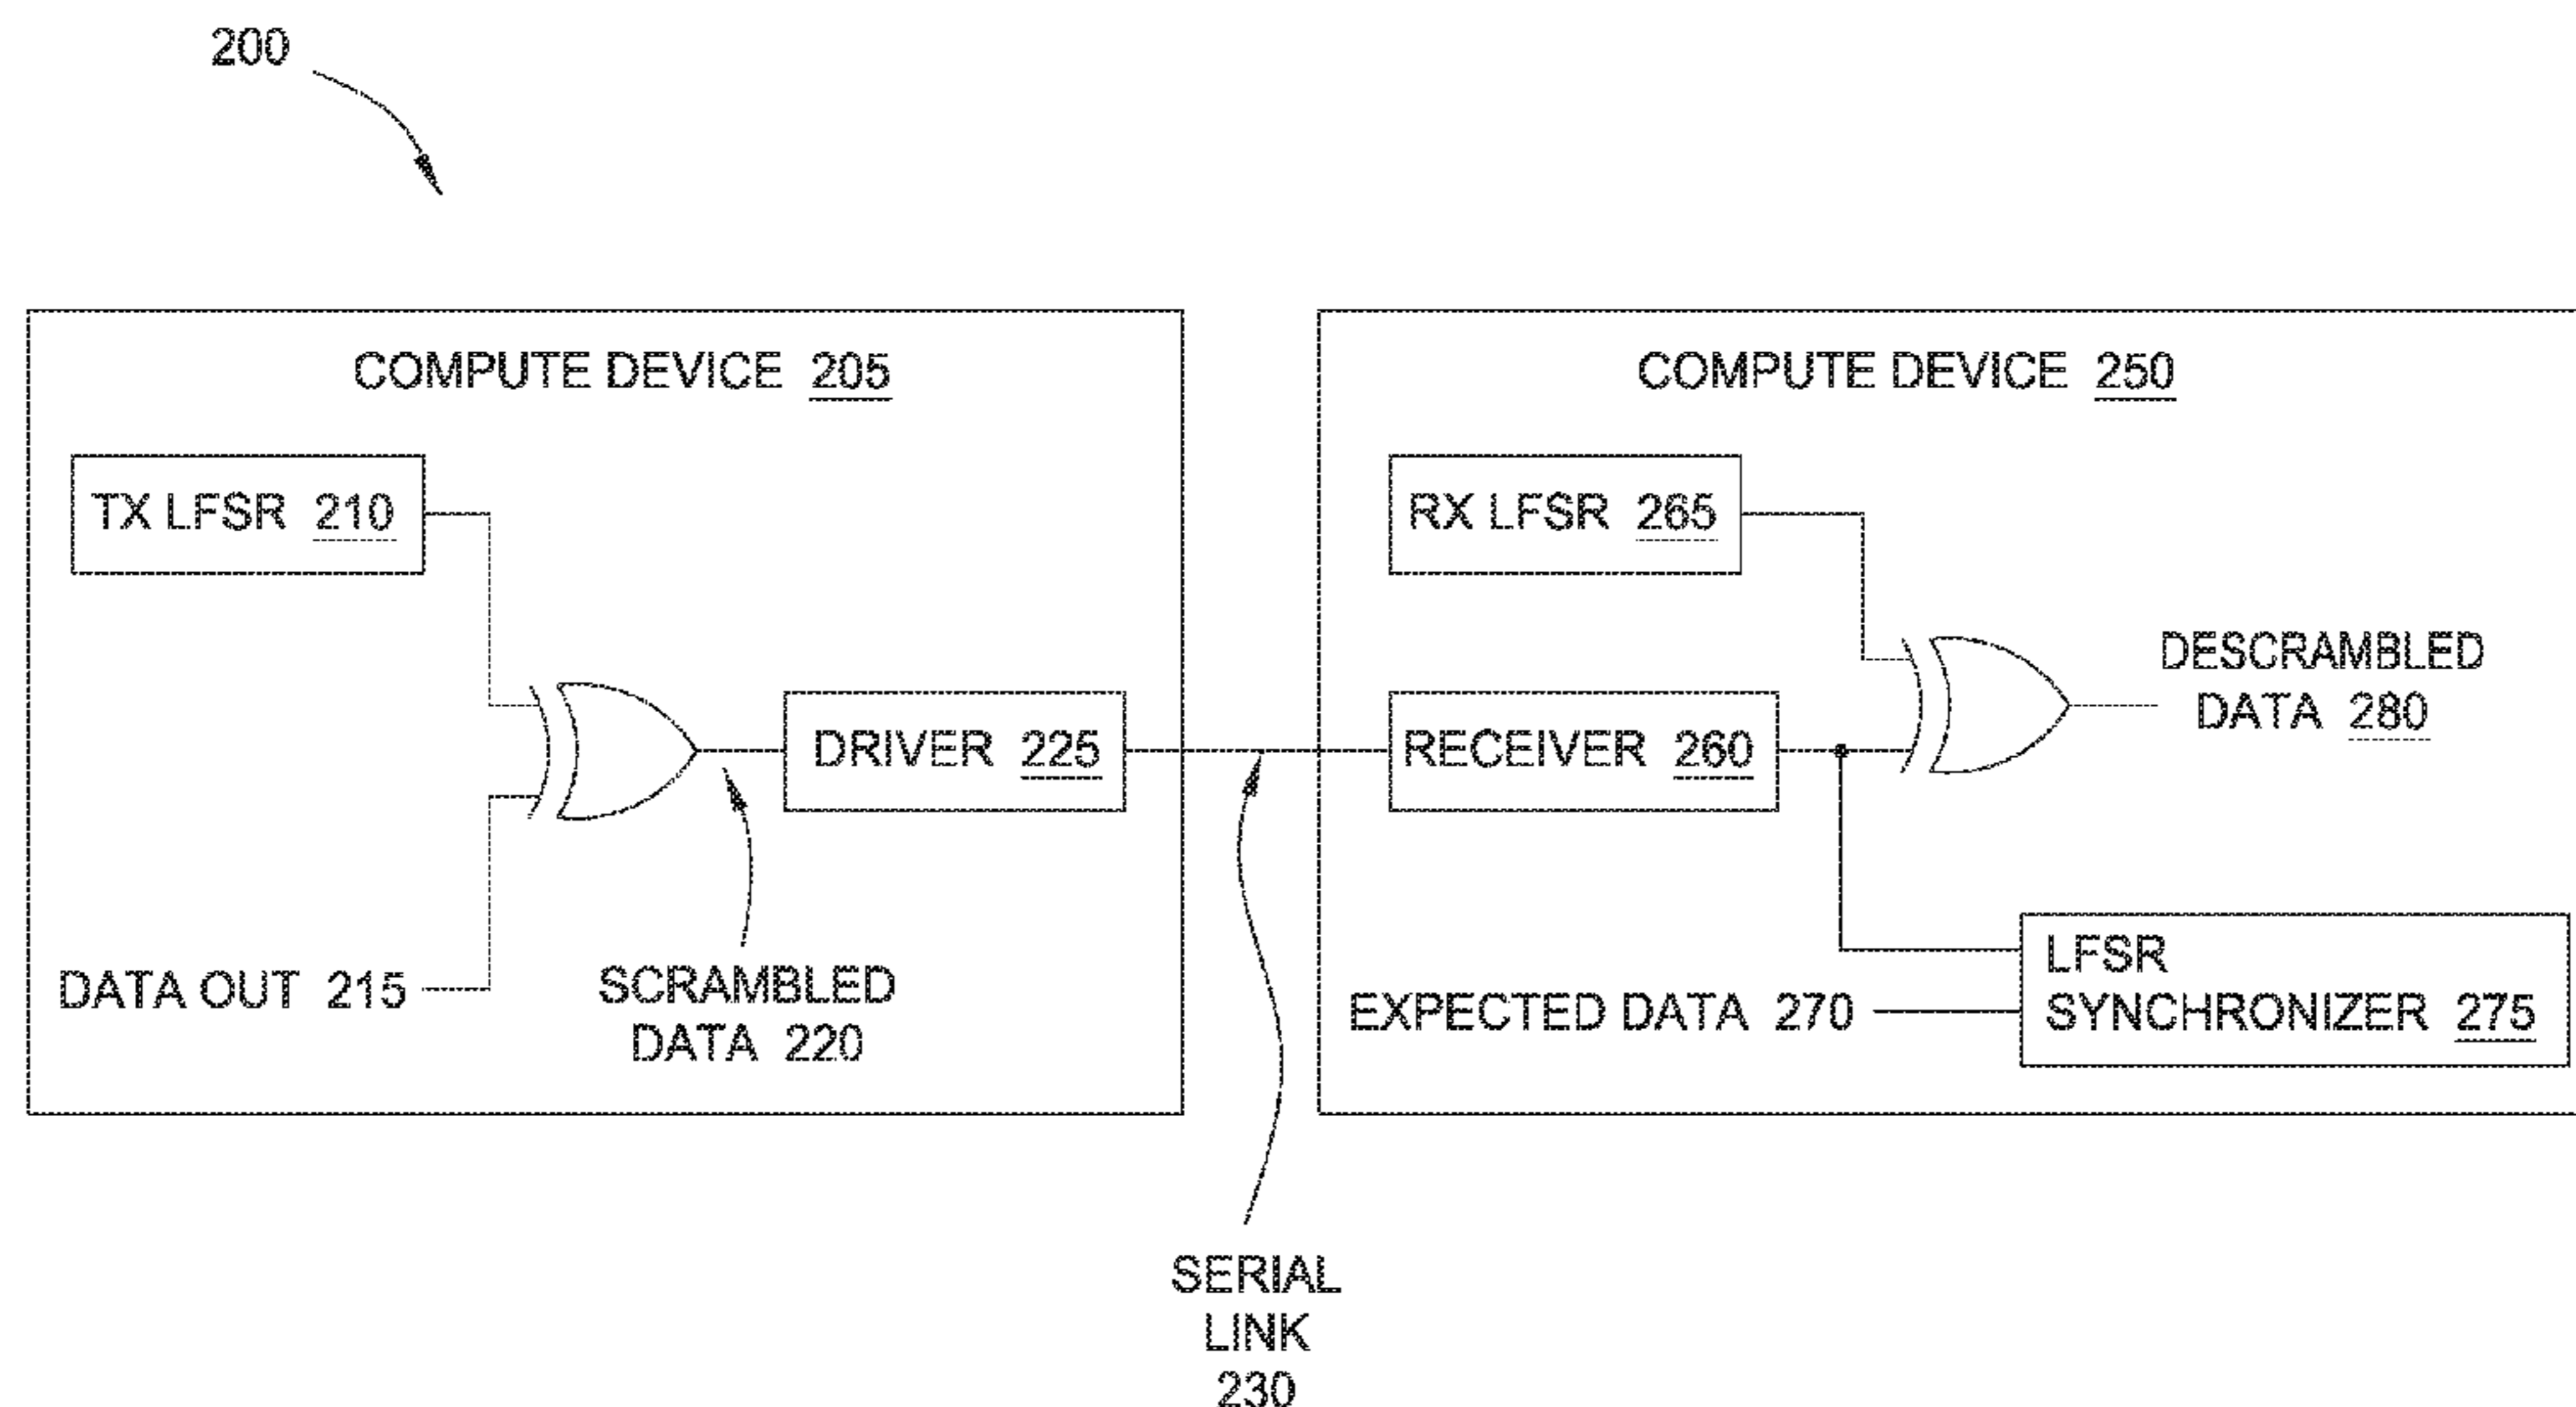 200
COMPUTE DEVICE 205
TX LFSR 210
DRIVER 225
DATA OUT 215
SCRAMBLED
DATA 220
SERIAL
LINK
230
COMPUTE DEVICE 250
RX LFSR 265
RECEIVER 260
DESCRAMBLED
DATA 280
EXPECTED DATA 270
LFSR
SYNCHRONIZER 275